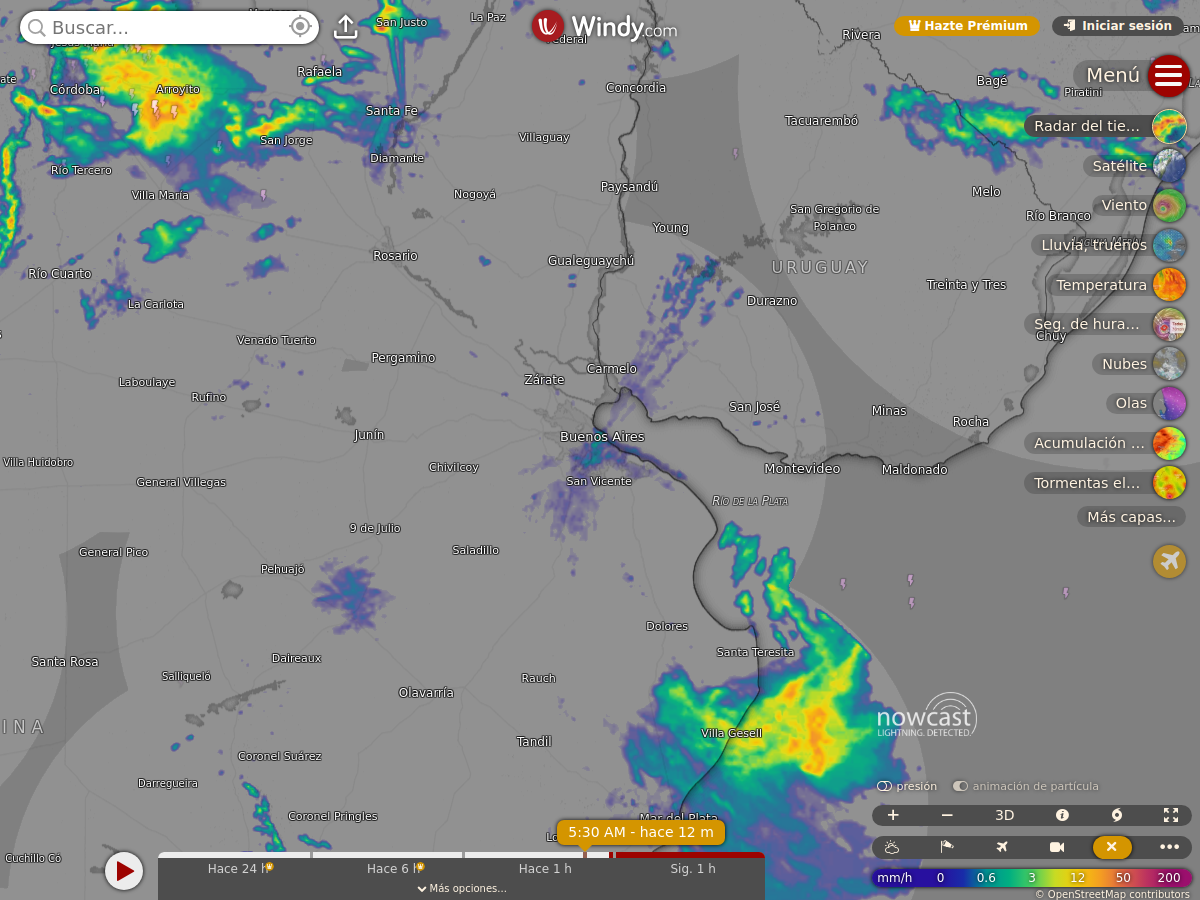 Buscar...
Windy.com
Hazte Prémium
Iniciar sesión
Menú
Radar del tie...
Satélite
Viento
Lluvia, truenos
Temperatura
Seg. de hura...
Nubes
Olas
Acumulación ...
Tormentas el...
Más capas...
San Justo
La Paz
Rivera
Rafaela
Córdoba
Arroyito
Concordia
Bagé
Piratini
Santa Fe
Tacuarembó
San Jorge
Villaguay
Diamante
Río Tercero
Villa María
Nogoyá
Paysandú
Melo
San Gregorio de
Polanco
Río Branco
Young
Rosario
Gualeguaychú
URUGUAY
Río Cuarto
Treinta y Tres
La Carlota
Durazno
Chuy
Venado Tuerto
Pergamino
Carmelo
Zárate
Laboulaye
Rufino
San José
Minas
Rocha
Junín
Buenos Aires
Villa Huidobro
Chivilcoy
Montevideo
Maldonado
General Villegas
San Vicente
Río de la Plata
9 de Julio
General Pico
Saladillo
Pehuajó
Dolores
Santa Rosa
Daireaux
Santa Teresita
Salliqueló
Rauch
Olavarría
INA
Villa Gesell
Tandil
Coronel Suárez
Darregueira
Coronel Pringles
Mar del Plata
Cuchillo Có
nowcast
LIGHTNING. DETECTED.
presión
animación de partícula
3D
5:30 AM - hace 12 m
Hace 24 h
Hace 6 h
Hace 1 h
Sig. 1 h
Más opciones...
mm/h 0 0.6 3 12 50 200
© OpenStreetMap contributors